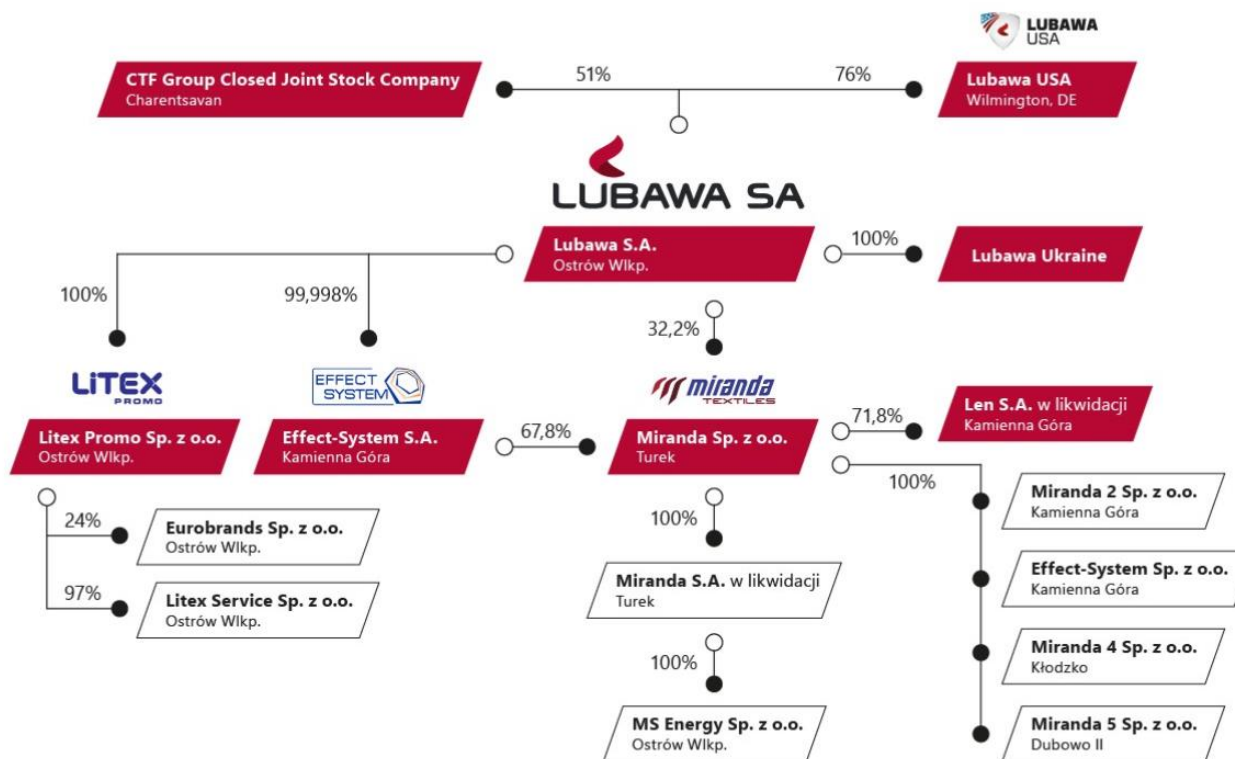 LUBAWA
USA
CTF Group Closed Joint Stock Company
Charentsavan
51%
76%
Lubawa USA
Wilmington, DE
LUBAWA SA
Lubawa S.A.
Ostrów Wlkp.
100%
Lubawa Ukraine
100%
99,998%
32,2%
LiTEX
PROMO
EFFECT
SYSTEM
miranda
TEXTILES
Litex Promo Sp. z o.o.
Ostrów Wlkp.
Effect-System S.A.
Kamienna Góra
67,8%
Miranda Sp. z o.o.
Turek
71,8%
Len S.A. w likwidacji
Kamienna Góra
100%
24%
Eurobrands Sp. z o.o.
Ostrów Wlkp.
97%
Litex Service Sp. z o.o.
Ostrów Wlkp.
100%
Miranda S.A. w likwidacji
Turek
100%
MS Energy Sp. z o.o.
Ostrów Wlkp.
Miranda 2 Sp. z o.o.
Kamienna Góra
Effect-System Sp. z o.o.
Kamienna Góra
Miranda 4 Sp. z o.o.
Kłodzko
Miranda 5 Sp. z o.o.
Dubowo II